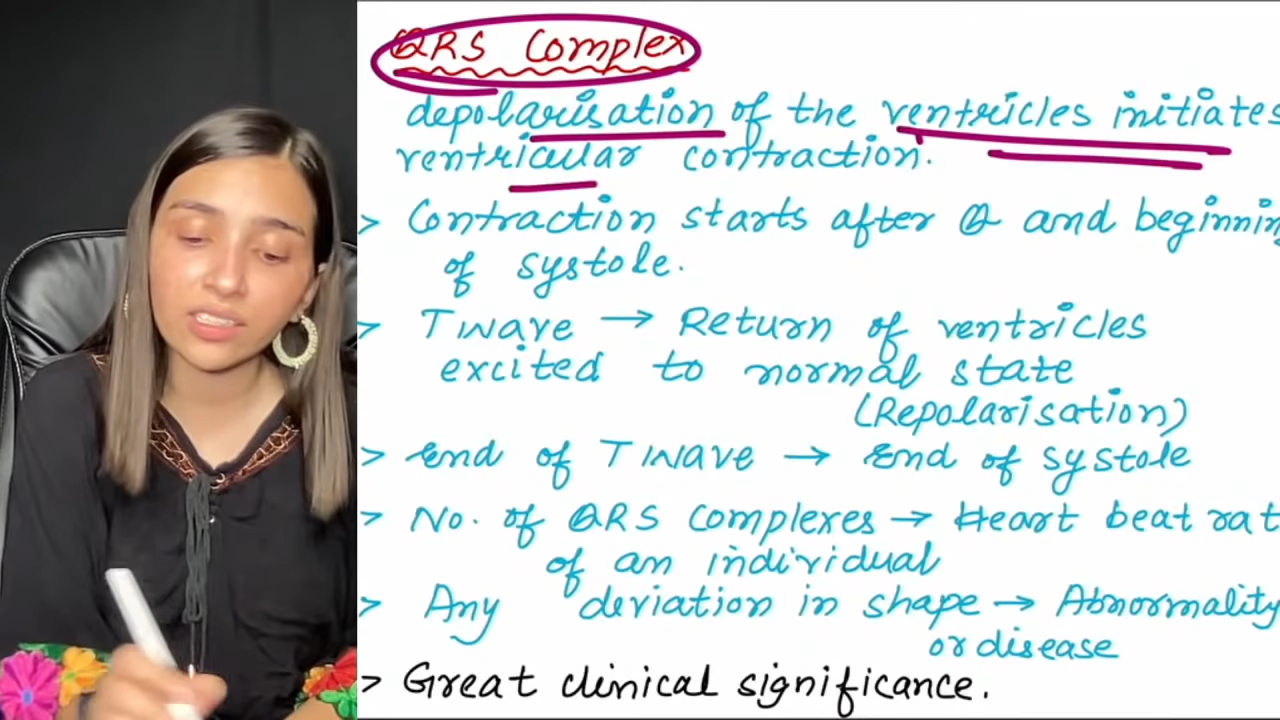 QRS Complex
depolarisation of the ventricles initiates
ventricular contraction.
> Contraction starts after Q and beginnin
of systole.
> T wave → Return of ventricles
excited to normal state
(Repolarisation)
> End of T wave → End of systole
> No. of QRS Complexes → Heart beat rat
of an individual
> Any deviation in shape → Abnormality
or disease
> Great clinical significance.